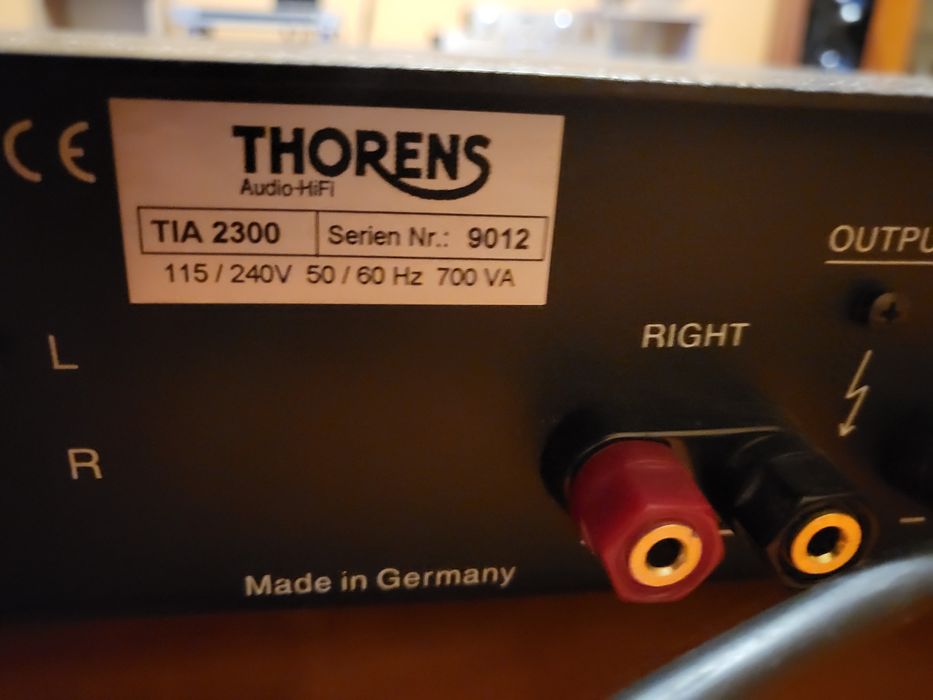 CE
THORENS
Audio-HiFi
TIA 2300 Serien Nr.: 9012
115 / 240V 50 / 60 Hz 700 VA
OUTPU
RIGHT
L
R
Made in Germany